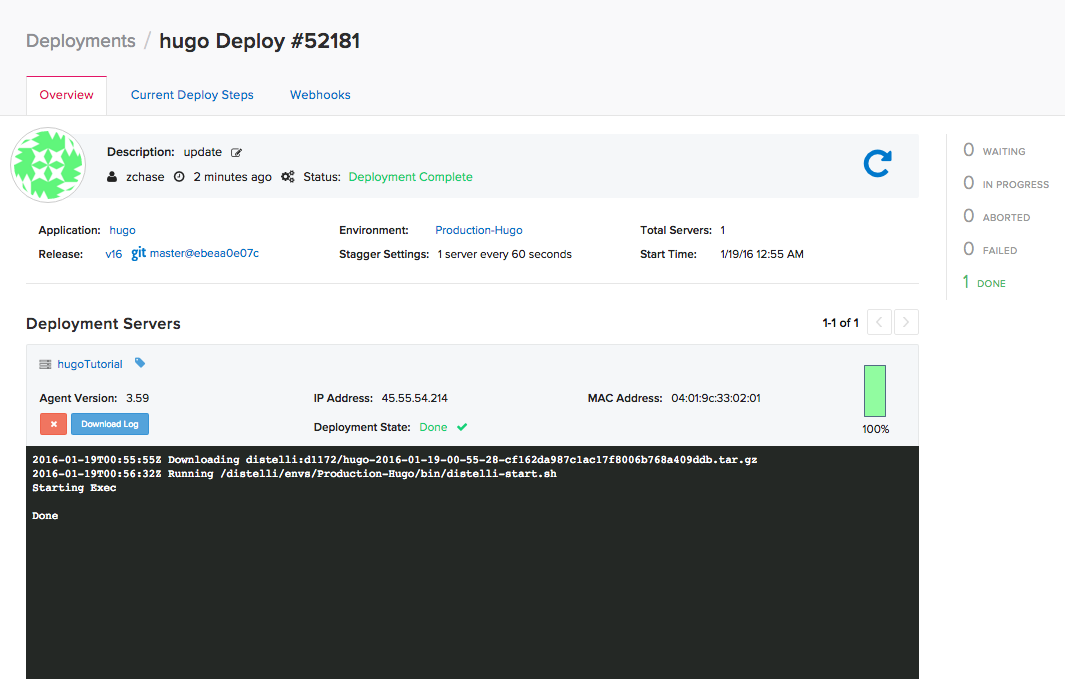 Deployments / hugo Deploy #52181
Overview Current Deploy Steps Webhooks
Description: update
zchase 2 minutes ago Status: Deployment Complete
0 WAITING
0 IN PROGRESS
0 ABORTED
0 FAILED
1 DONE
Application: hugo Environment: Production-Hugo Total Servers: 1
Release: v16 git master@ebeaa0e07c Stagger Settings: 1 server every 60 seconds Start Time: 1/19/16 12:55 AM
Deployment Servers 1-1 of 1
hugoTutorial
Agent Version: 3.59 IP Address: 45.55.54.214 MAC Address: 04:01:9c:33:02:01
Download Log Deployment State: Done 100%
2016-01-19T00:55:55Z Downloading distelli:d1172/hugo-2016-01-19-00-55-28-cf162da987c1ac17f8006b768a409ddb.tar.gz
2016-01-19T00:56:32Z Running /distelli/envs/Production-Hugo/bin/distelli-start.sh
Starting Exec
Done